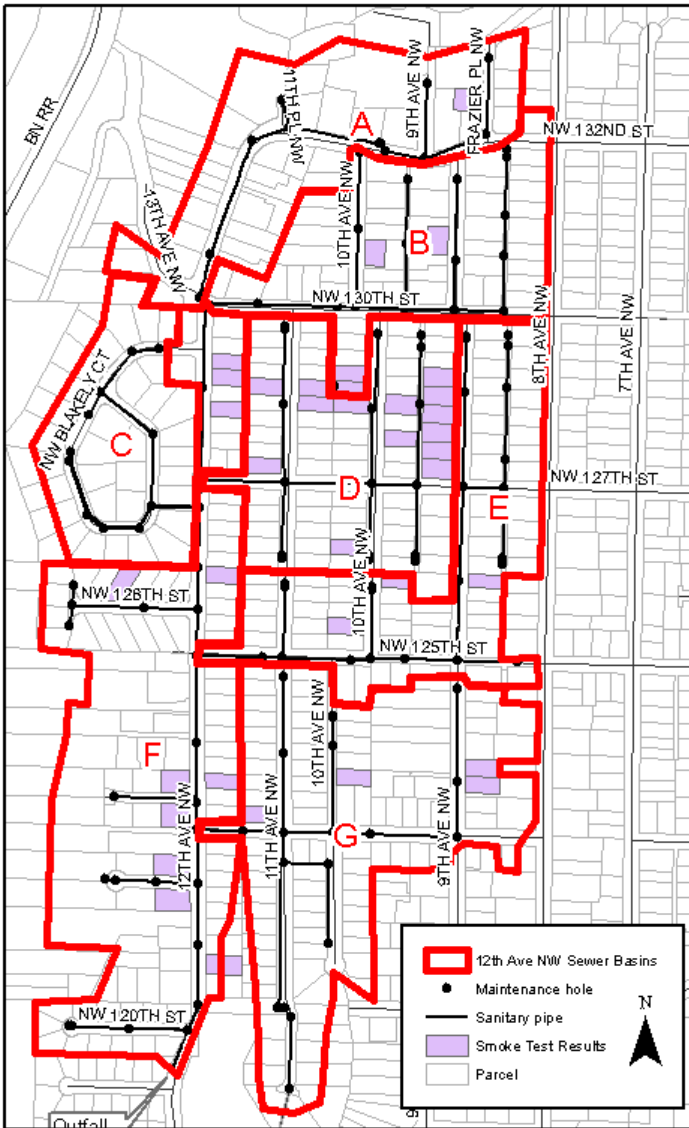 11TH PL NW
9TH AVE NW
FRAZIER PL NW
BN RR
A
NW 132ND ST
13TH AVE NW
10TH AVE NW
B
NW 130TH ST
8TH AVE NW
7TH AVE NW
NW BLAKELY CT
C
D
E
NW 127TH ST
10TH AVE NW
NW 126TH ST
NW 125TH ST
10TH AVE NW
F
12TH AVE NW
11TH AVE NW
G
9TH AVE NW
NW 120TH ST
Outfall
12th Ave NW Sewer Basins
Maintenance hole
Sanitary pipe
Smoke Test Results
Parcel
N